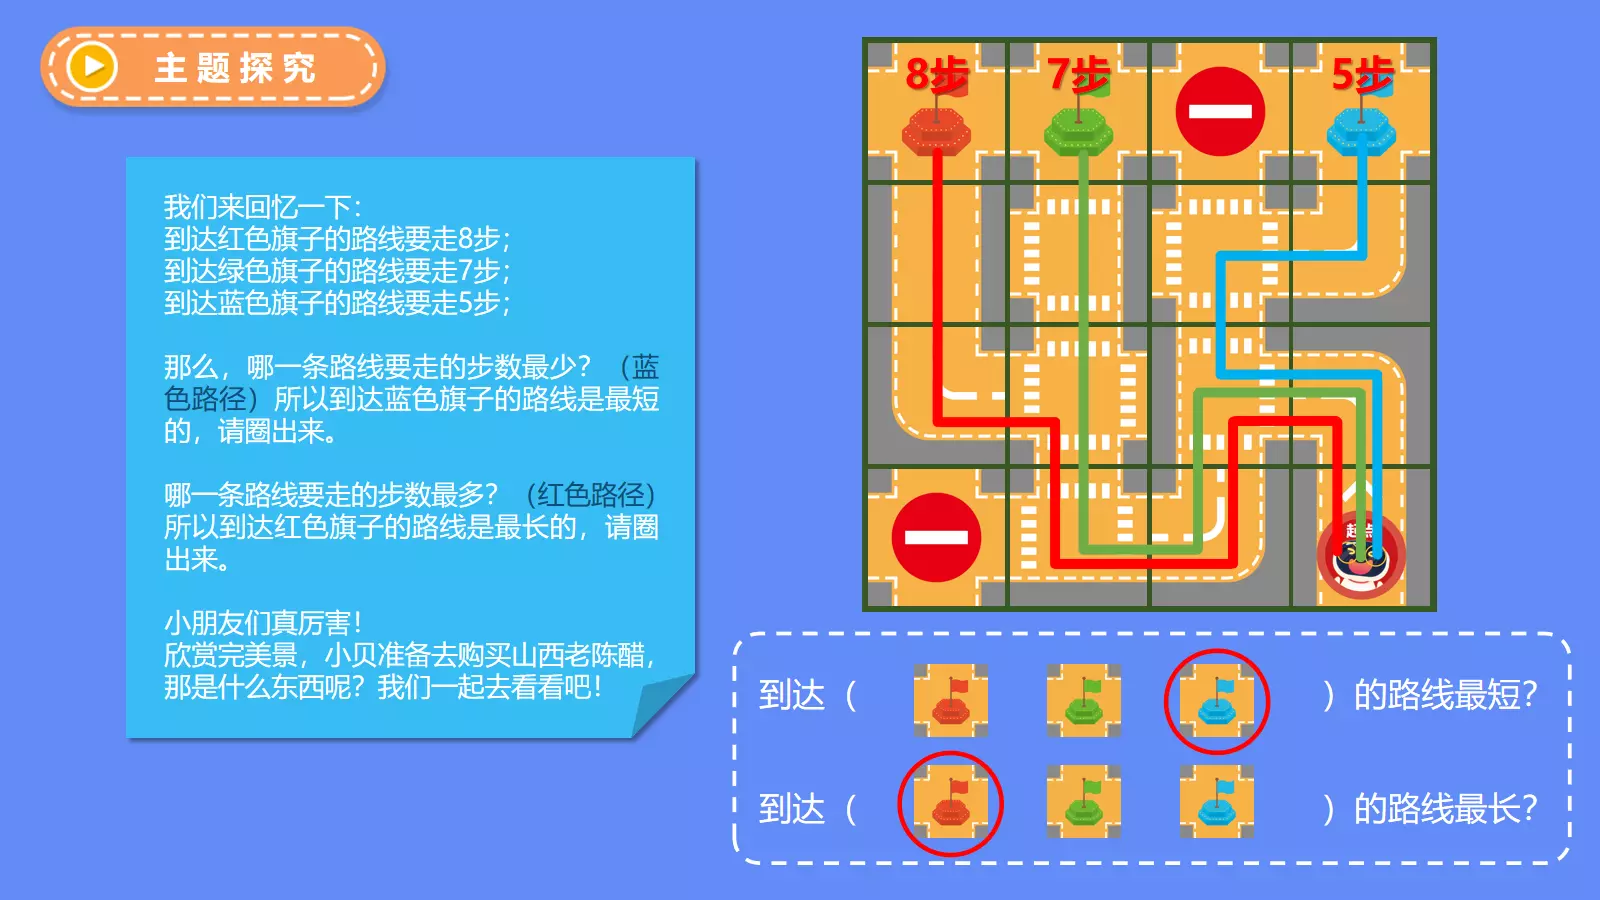 主题探究
我们来回忆一下：
到达红色旗子的路线要走8步；
到达绿色旗子的路线要走7步；
到达蓝色旗子的路线要走5步；
那么，哪一条路线要走的步数最少？（蓝
色路径）所以到达蓝色旗子的路线是最短
的，请圈出来。
哪一条路线要走的步数最多？（红色路径）
所以到达红色旗子的路线是最长的，请圈
出来。
小朋友们真厉害！
欣赏完美景，小贝准备去购买山西老陈醋，
那是什么东西呢？我们一起去看看吧！
8步 7步 5步
起点
到达（ ）的路线最短？
到达（ ）的路线最长？